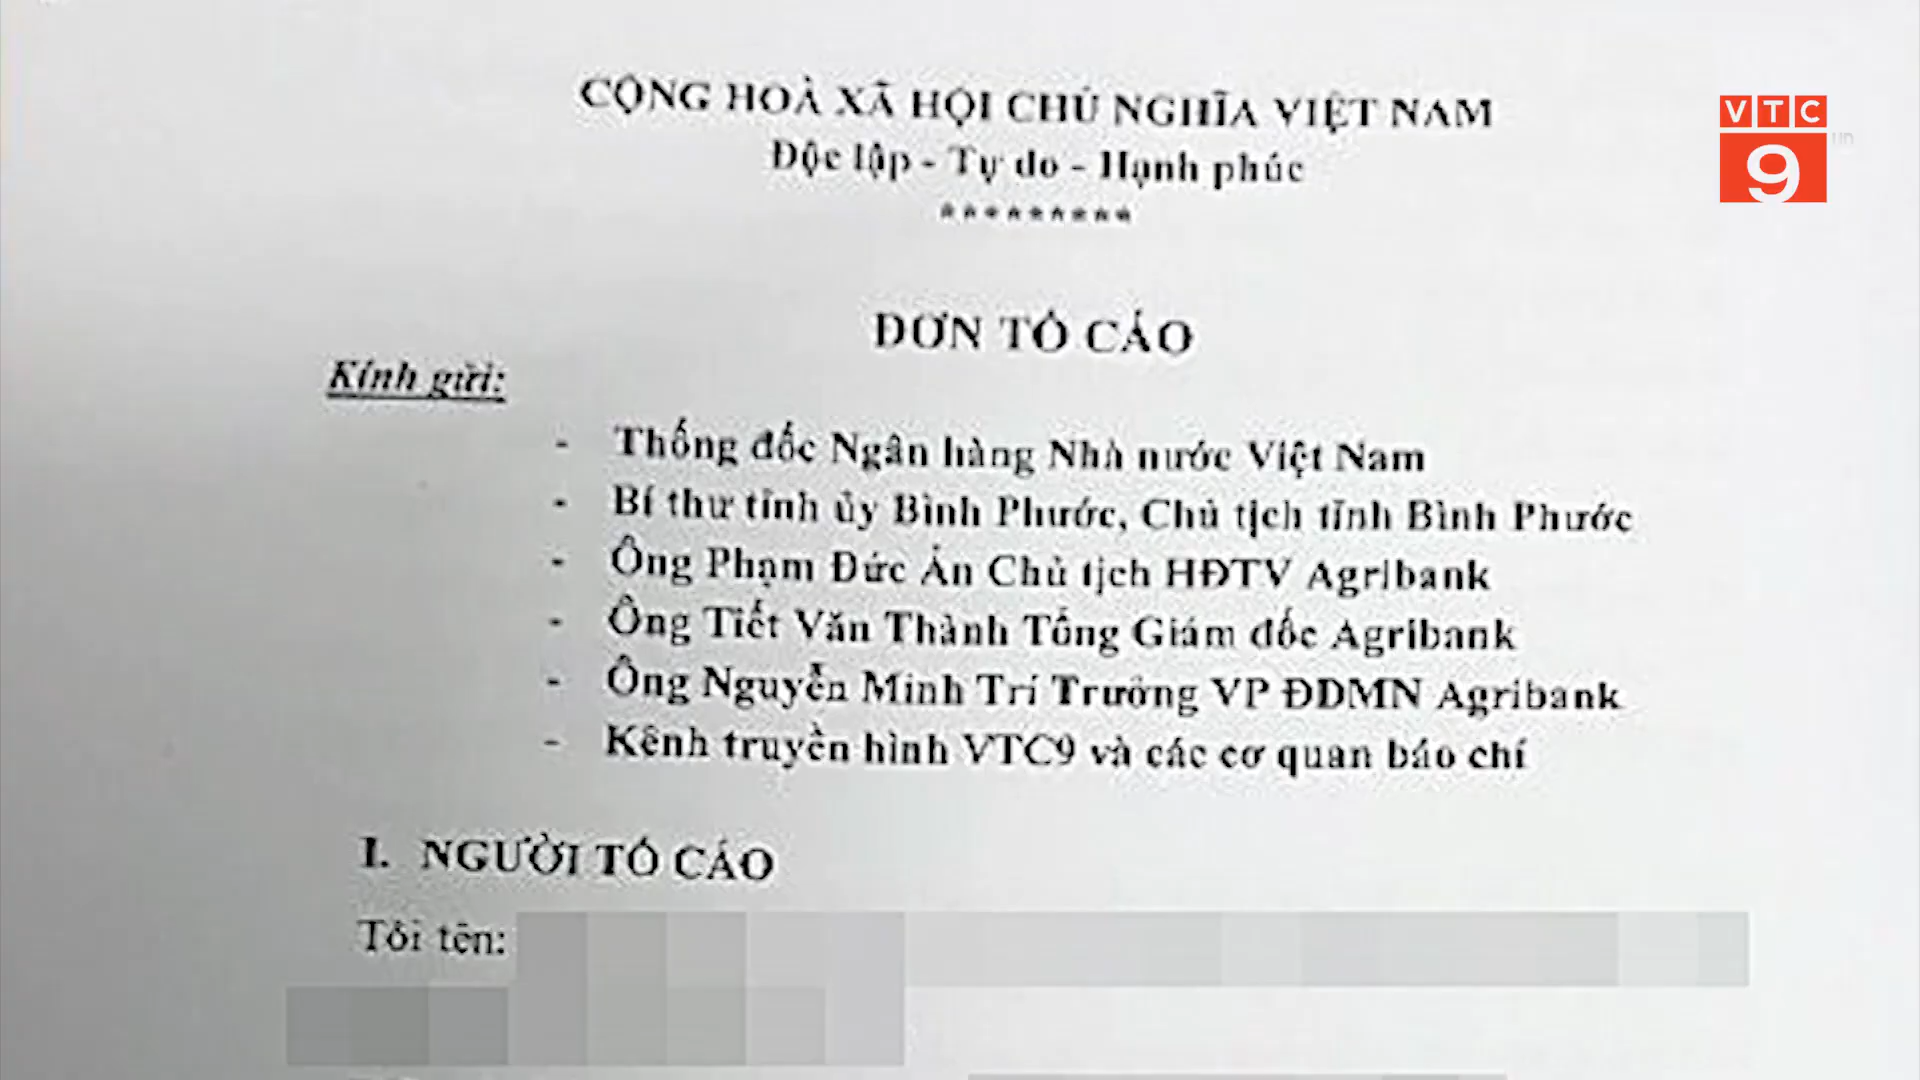 CỘNG HOÀ XÃ HỘI CHỦ NGHĨA VIỆT NAM
Độc lập - Tự do - Hạnh phúc
*********
VTC
9
ĐƠN TỐ CÁO
Kính gửi:
- Thống đốc Ngân hàng Nhà nước Việt Nam
- Bí thư tỉnh ủy Bình Phước, Chủ tịch tỉnh Bình Phước
- Ông Phạm Đức Ấn Chủ tịch HĐTV Agribank
- Ông Tiết Văn Thành Tổng Giám đốc Agribank
- Ông Nguyễn Minh Trí Trưởng VP ĐDMN Agribank
- Kênh truyền hình VTC9 và các cơ quan báo chí
I. NGƯỜI TỐ CÁO
Tôi tên: